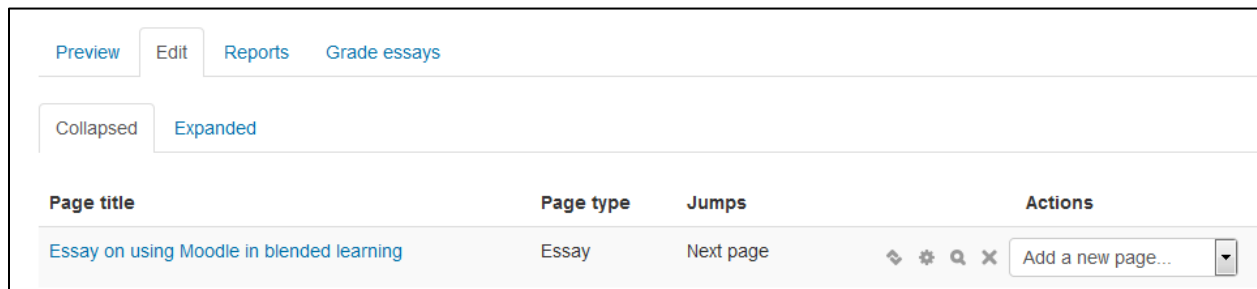 Preview Edit Reports Grade essays
Collapsed Expanded
Page title Page type Jumps Actions
Essay on using Moodle in blended learning Essay Next page Add a new page...